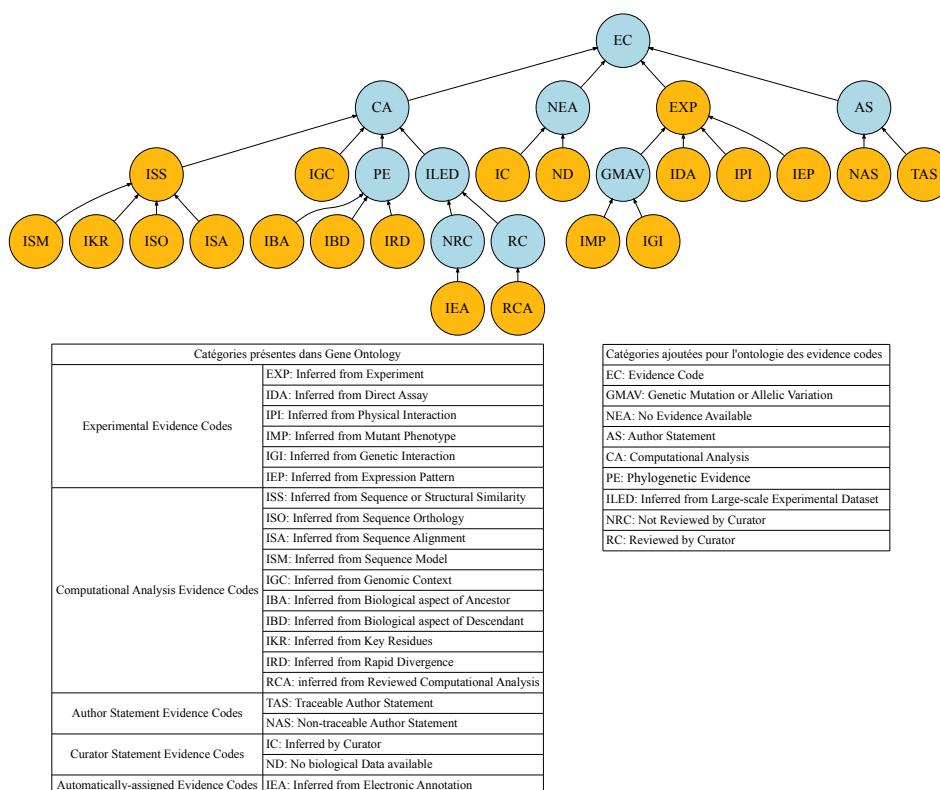 EC
CA
NEA
EXP
AS
ISS
IGC
PE
ILED
IC
ND
GMAV
IDA
IPI
IEP
NAS
TAS
ISM
IKR
ISO
ISA
IBA
IBD
IRD
NRC
RC
IMP
IGI
IEA
RCA
Catégories présentes dans Gene Ontology
Experimental Evidence Codes
EXP: Inferred from Experiment
IDA: Inferred from Direct Assay
IPI: Inferred from Physical Interaction
IMP: Inferred from Mutant Phenotype
IGI: Inferred from Genetic Interaction
IEP: Inferred from Expression Pattern
Computational Analysis Evidence Codes
ISS: Inferred from Sequence or Structural Similarity
ISO: Inferred from Sequence Orthology
ISA: Inferred from Sequence Alignment
ISM: Inferred from Sequence Model
IGC: Inferred from Genomic Context
IBA: Inferred from Biological aspect of Ancestor
IBD: Inferred from Biological aspect of Descendant
IKR: Inferred from Key Residues
IRD: Inferred from Rapid Divergence
RCA: inferred from Reviewed Computational Analysis
Author Statement Evidence Codes
TAS: Traceable Author Statement
NAS: Non-traceable Author Statement
Curator Statement Evidence Codes
IC: Inferred by Curator
ND: No biological Data available
Automatically-assigned Evidence Codes
IEA: Inferred from Electronic Annotation
Catégories ajoutées pour l'ontologie des evidence codes
EC: Evidence Code
GMAV: Genetic Mutation or Allelic Variation
NEA: No Evidence Available
AS: Author Statement
CA: Computational Analysis
PE: Phylogenetic Evidence
ILED: Inferred from Large-scale Experimental Dataset
NRC: Not Reviewed by Curator
RC: Reviewed by Curator